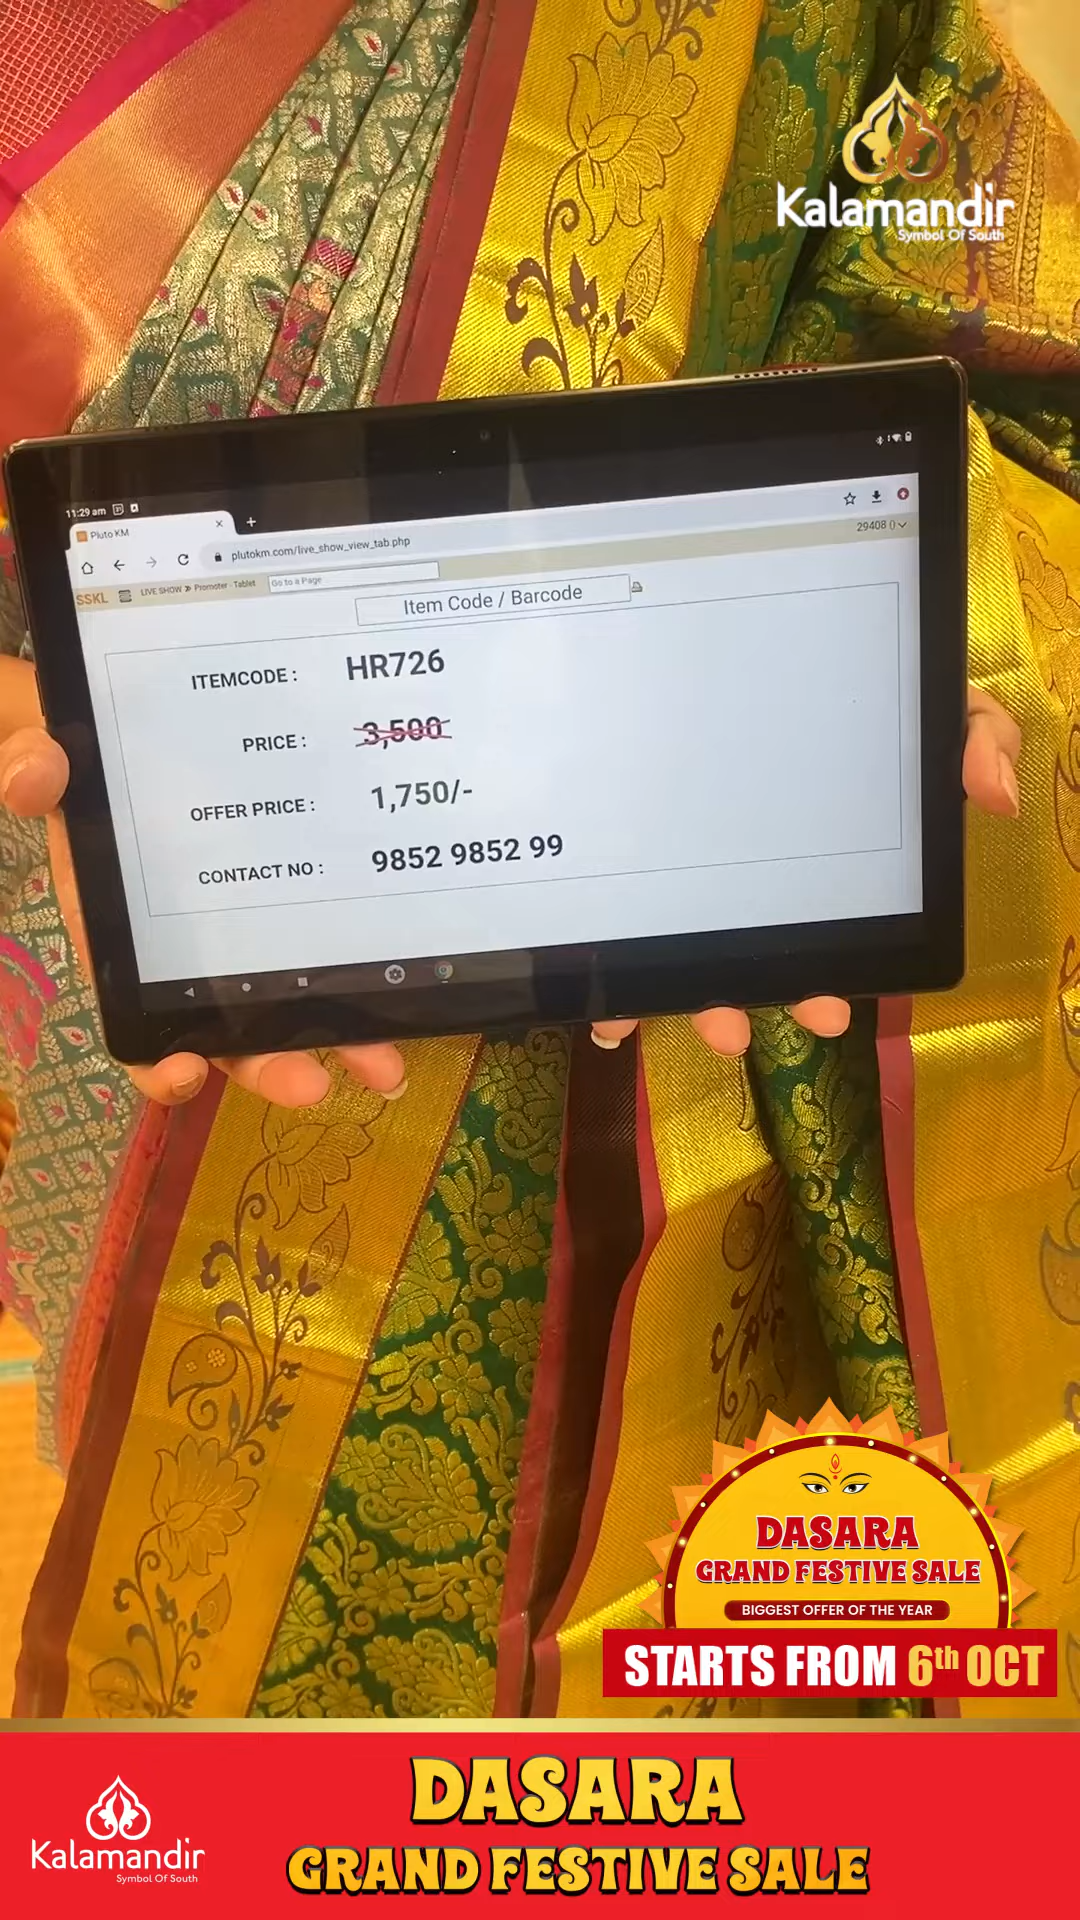 Kalamandir
Symbol Of South
11:29 am
Pluto KM
plutokm.com/live_show_view_tab.php
29408 ()
SSKL
LIVE SHOW » Promoter - Tablet
Go to a Page
Item Code / Barcode
ITEMCODE : HR726
PRICE : 3,500
OFFER PRICE : 1,750/-
CONTACT NO : 9852 9852 99
DASARA
GRAND FESTIVE SALE
BIGGEST OFFER OF THE YEAR
STARTS FROM 6th OCT
Kalamandir
Symbol Of South
DASARA
GRAND FESTIVE SALE